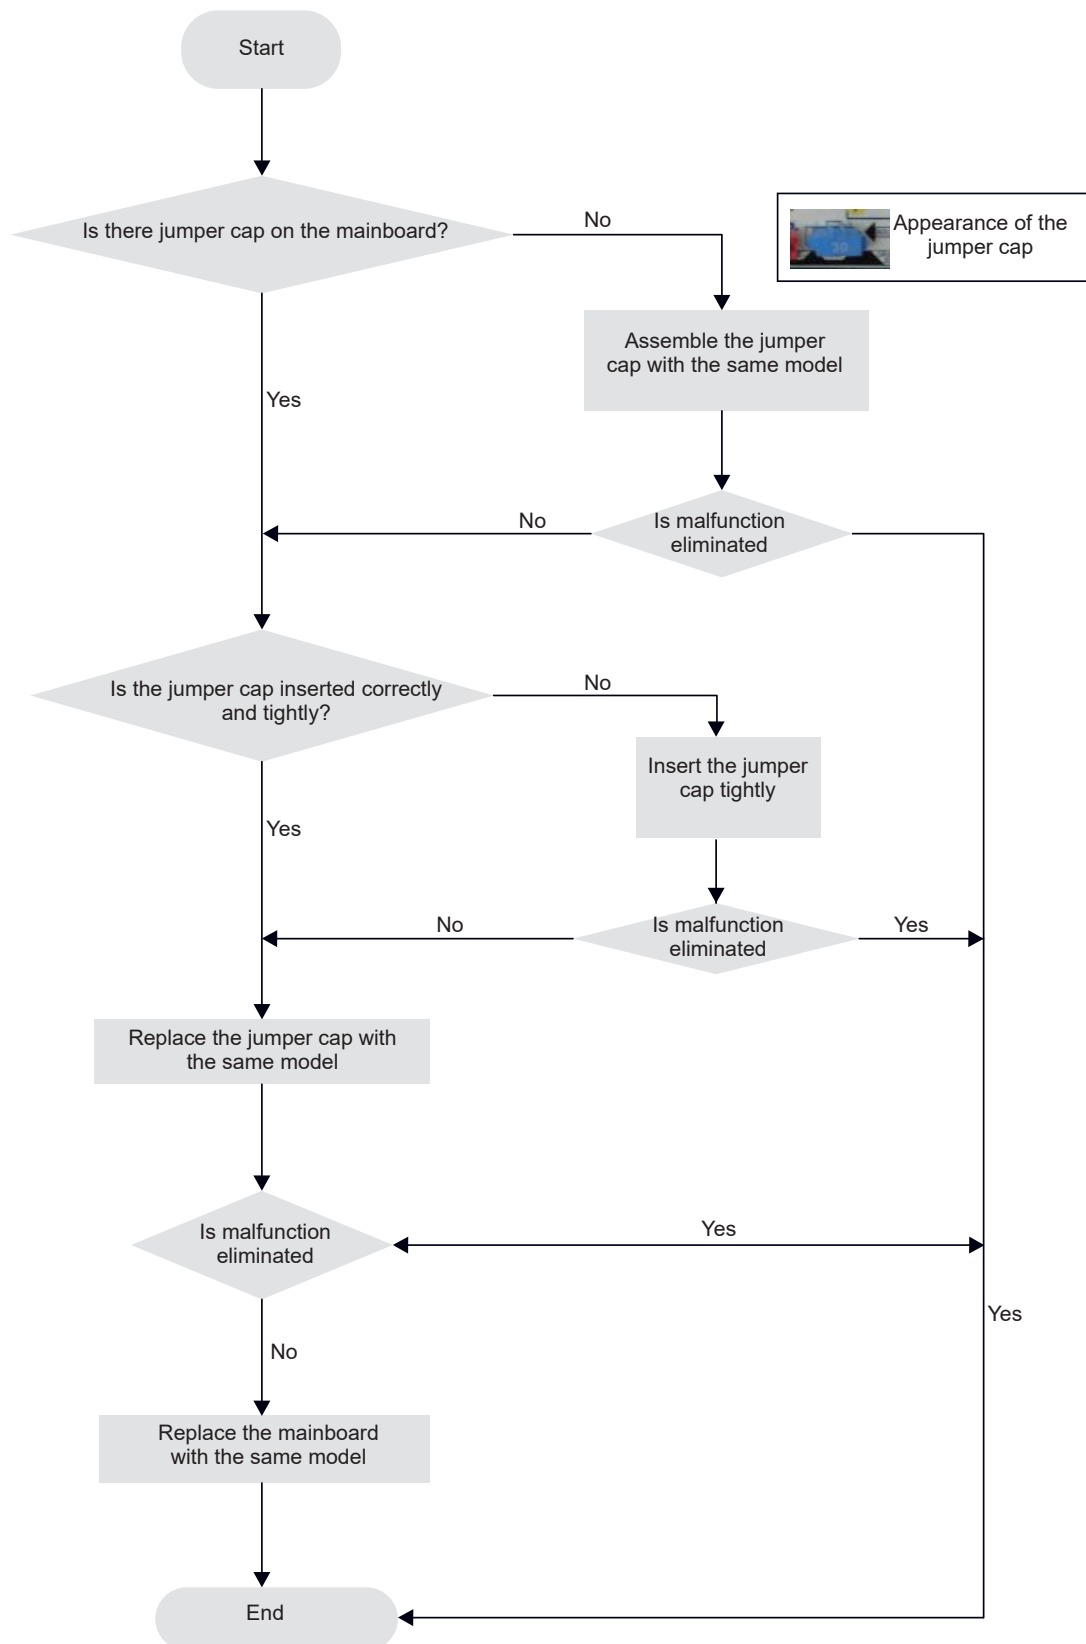 Start
Is there jumper cap on the mainboard?
No
Appearance of the
jumper cap
30
Assemble the jumper
cap with the same model
Yes
No
Is malfunction
eliminated
Is the jumper cap inserted correctly
and tightly?
No
Insert the jumper
cap tightly
Yes
No
Is malfunction
eliminated
Yes
Replace the jumper cap with
the same model
Is malfunction
eliminated
Yes
Yes
No
Replace the mainboard
with the same model
End